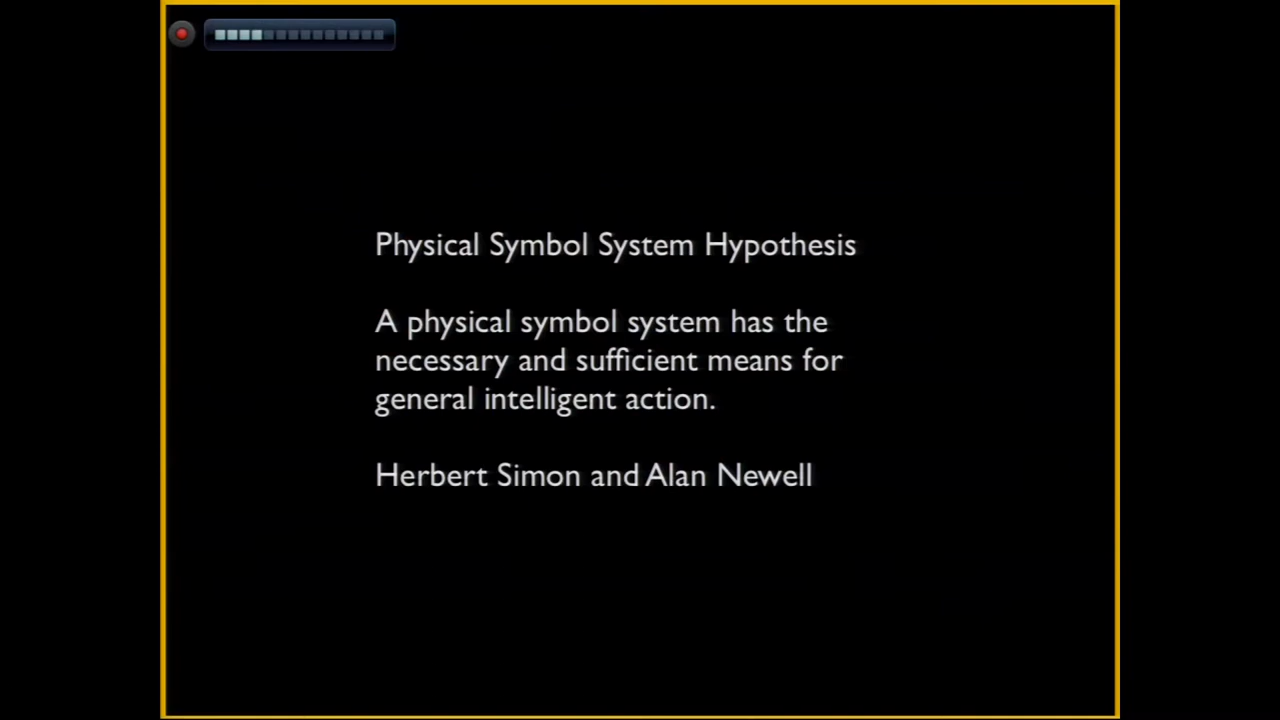 Physical Symbol System Hypothesis
A physical symbol system has the
necessary and sufficient means for
general intelligent action.
Herbert Simon and Alan Newell